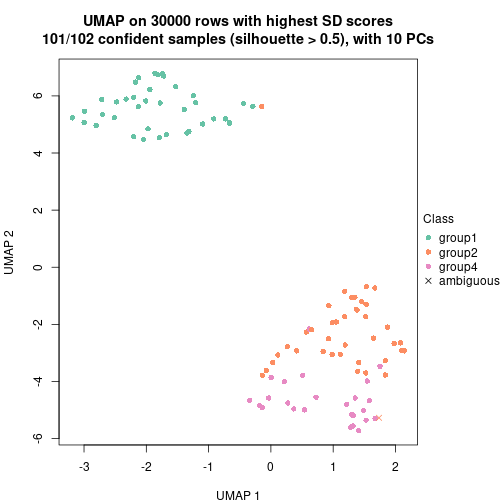 UMAP on 30000 rows with highest SD scores
101/102 confident samples (silhouette > 0.5), with 10 PCs
UMAP 2
6
4
2
0
-2
-4
-6
-3
-2
-1
0
1
2
UMAP 1
Class
group1
group2
group4
ambiguous